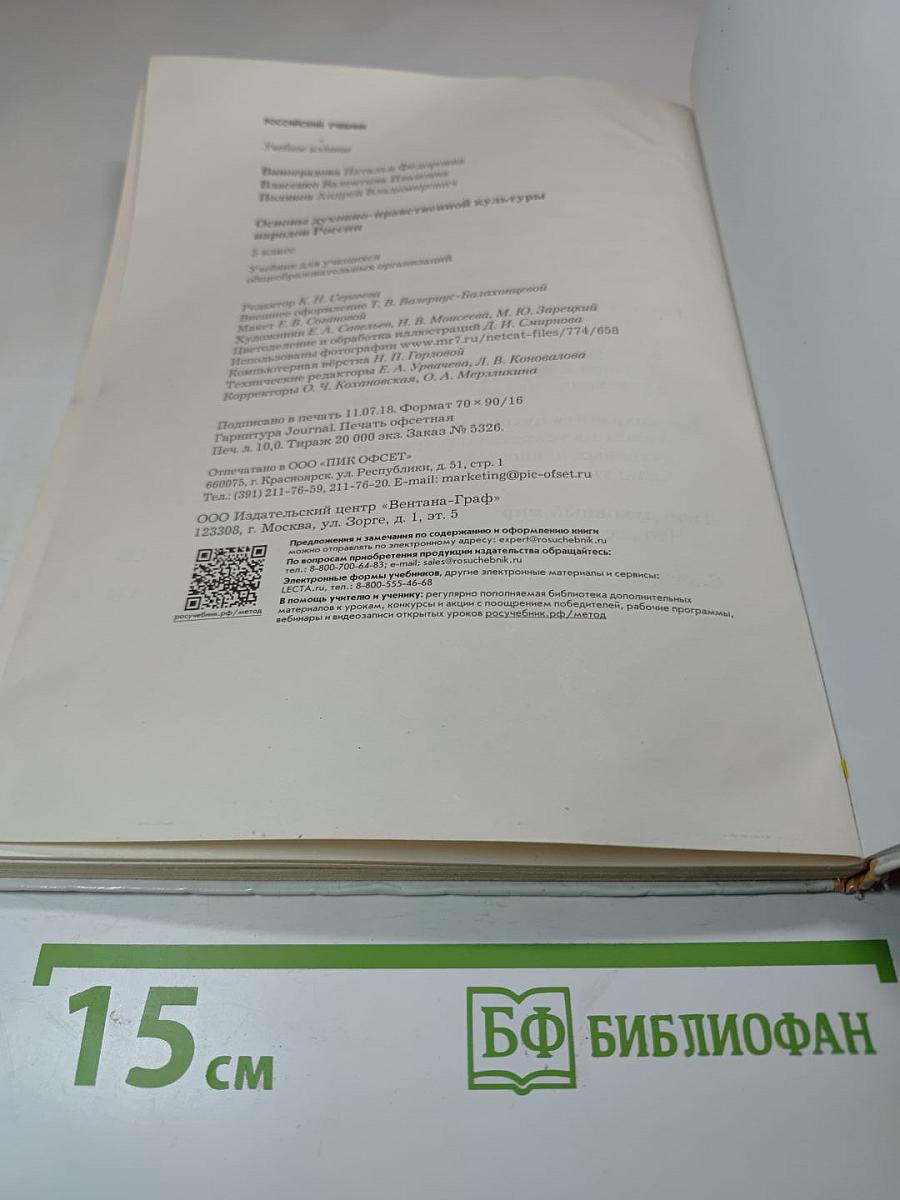 РОССИЙСКИЙ УЧЕБНИК
Учебное издание
Виноградова Наталья Фёдоровна
Власенко Валентина Ивановна
Поляков Андрей Владимирович
Основы духовно-нравственной культуры
народов России
5 класс
Учебник для учащихся
общеобразовательных организаций
Редактор К. Н. Сергеева
Внешнее оформление Т. В. Валериус-Балахонцевой
Макет Е. В.
Художники Е. А. Савельев, Н. В. Моисеева, М. Ю. Зарецкий
Цветоделение и обработка иллюстраций Д. И. Смирнова
Использованы фотографии www.mr7.ru/netcat-files/774/658
Компьютерная вёрстка Н. П. Горловой
Технические редакторы Е. А. Урвачева, Л. В. Коновалова
Корректоры О. Ч. Кохановская, О. А. Мерзликина
Подписано в печать 11.07.18. Формат 70 × 90/16
Гарнитура Journal. Печать офсетная
Печ. л. 10,0. Тираж 20 000 экз. Заказ № 5326.
Отпечатано в ООО «ПИК ОФСЕТ»
660075, г. Красноярск. ул. Республики, д. 51, стр. 1
Тел.: (391) 211-76-59, 211-76-20. E-mail: marketing@pic-ofset.ru
ООО Издательский центр «Вентана-Граф»
123308, г. Москва, ул. Зорге, д. 1, эт. 5
Предложения и замечания по содержанию и оформлению книги
можно отправлять по электронному адресу: expert@rosuchebnik.ru
По вопросам приобретения продукции издательства обращайтесь:
тел.: 8-800-700-64-83; e-mail: sales@rosuchebnik.ru
Электронные формы учебников, другие электронные материалы и сервисы:
LECTA.ru, тел.: 8-800-555-46-68
В помощь учителю и ученику: регулярно пополняемая библиотека дополнительных
материалов к урокам, конкурсы и акции с поощрением победителей, рабочие программы,
вебинары и видеозаписи открытых уроков росучебник.рф/метод
росучебник.рф/метод
15 см
БФ БИБЛИОФАН